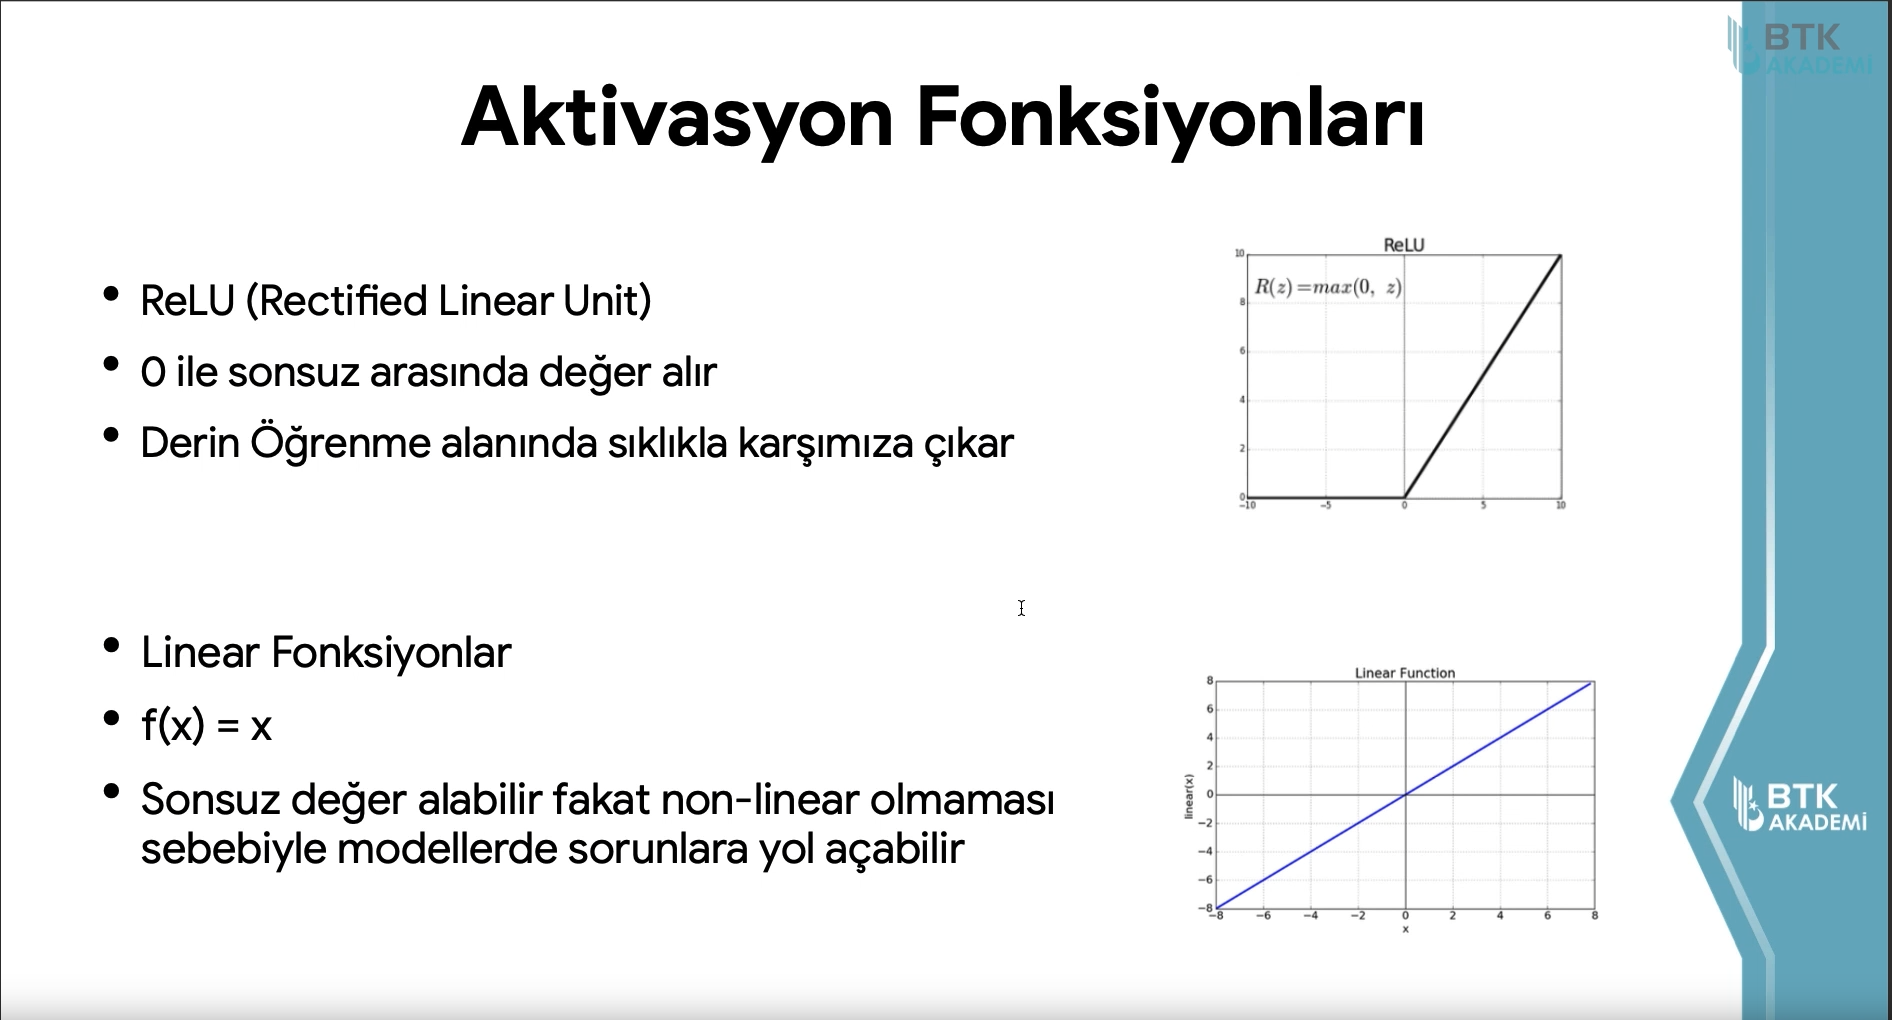 BTK
AKADEMİ
Aktivasyon Fonksiyonları
• ReLU (Rectified Linear Unit)
• 0 ile sonsuz arasında değer alır
• Derin Öğrenme alanında sıklıkla karşımıza çıkar
ReLU
R(z)=max(0, z)
10
8
6
4
2
0
−10 −5 0 5 10
• Linear Fonksiyonlar
• f(x) = x
• Sonsuz değer alabilir fakat non-linear olmaması
sebebiyle modellerde sorunlara yol açabilir
Linear Function
linear(x)
8
6
4
2
0
−2
−4
−6
−8
−8 −6 −4 −2 0 2 4 6 8
x
BTK
AKADEMİ